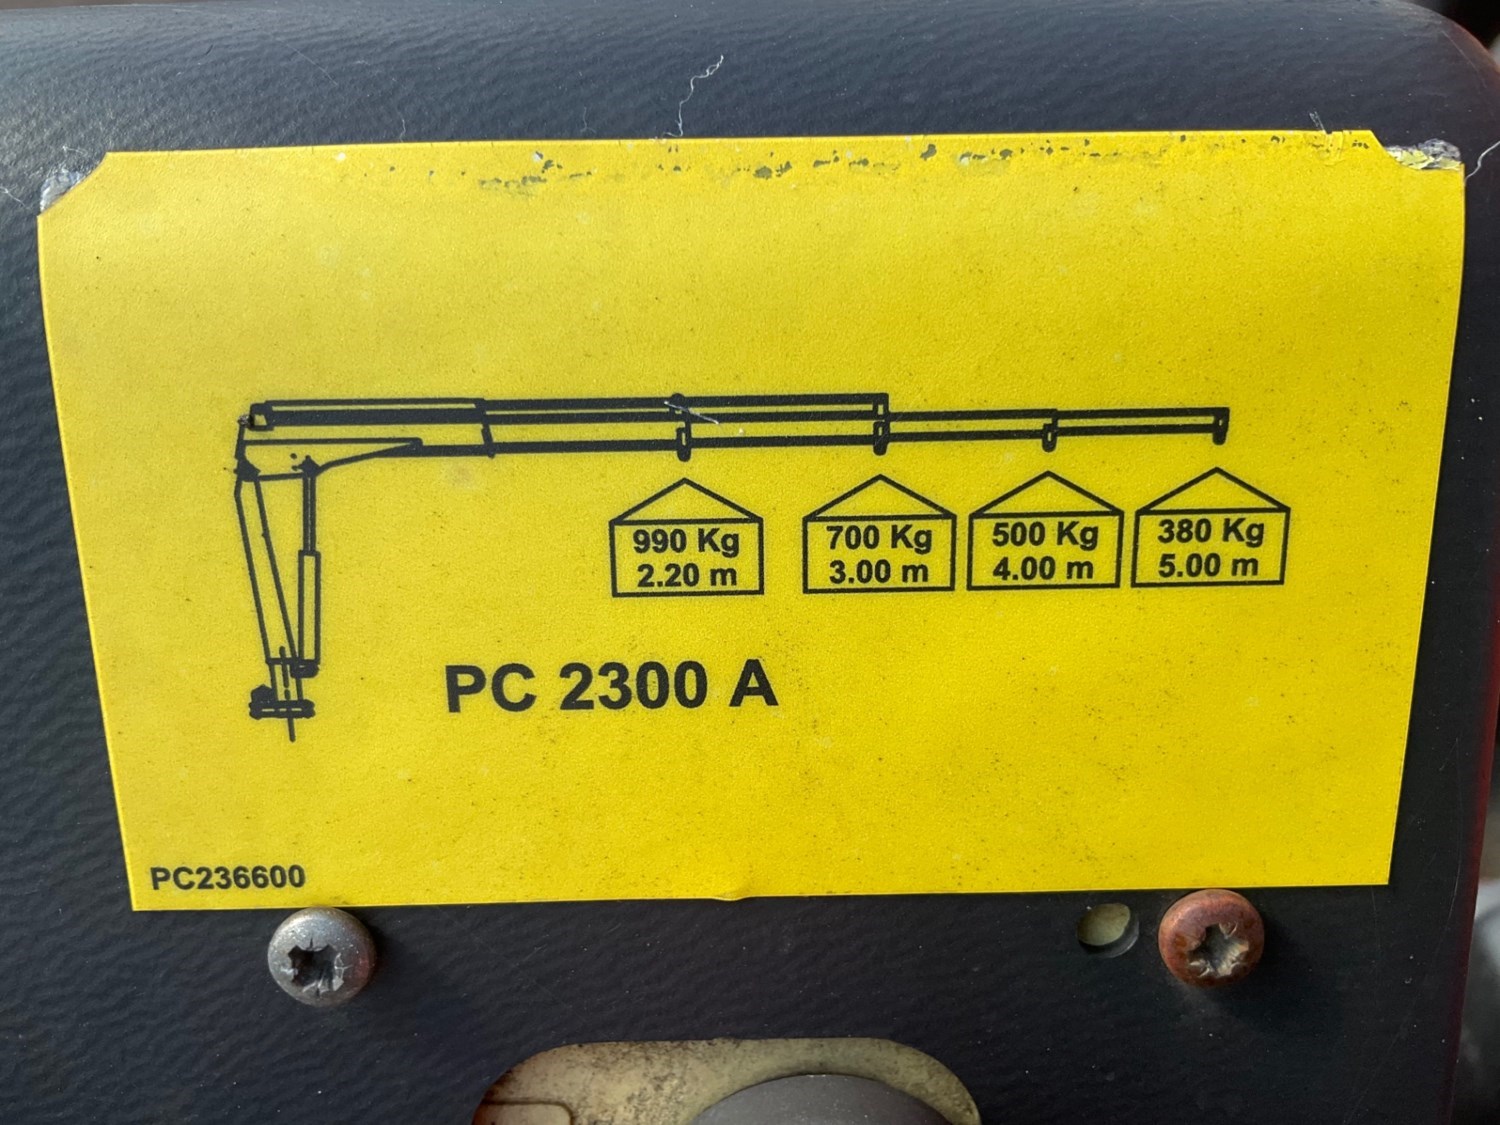 990 Kg
2.20 m
700 Kg
3.00 m
500 Kg
4.00 m
380 Kg
5.00 m
PC 2300 A
PC236600